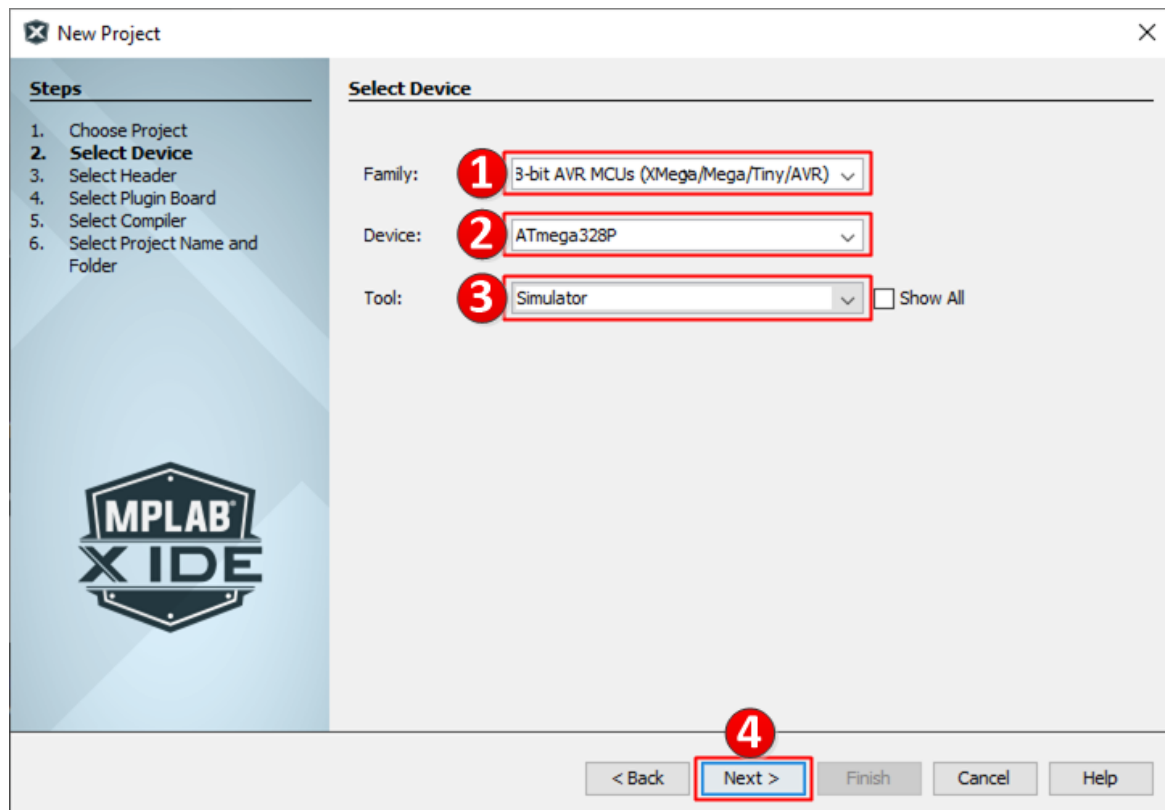 New Project
Steps
1. Choose Project
2. Select Device
3. Select Header
4. Select Plugin Board
5. Select Compiler
6. Select Project Name and
Folder
MPLAB
X IDE
Select Device
Family:
1
3-bit AVR MCUs (XMega/Mega/Tiny/AVR)
Device:
2
ATmega328P
Tool:
3
Simulator
Show All
4
< Back
Next >
Finish
Cancel
Help